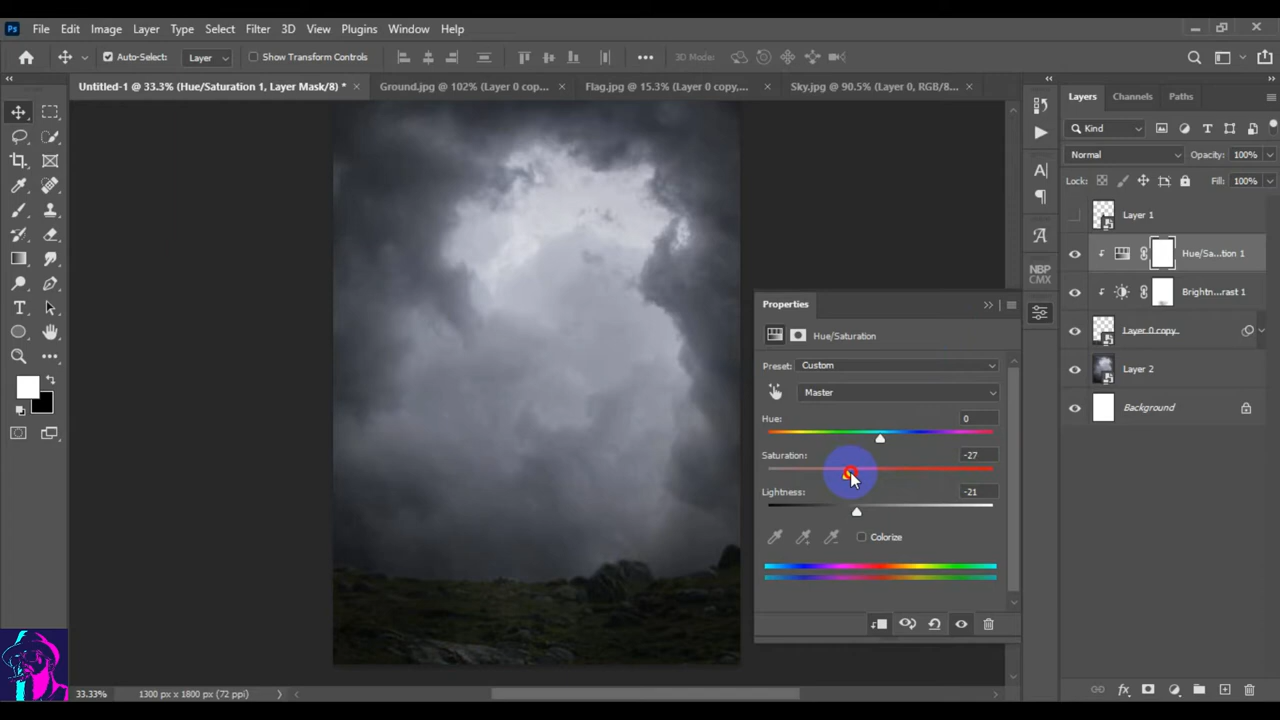 Ps File Edit Image Layer Type Select Filter 3D View Plugins Window Help
Auto-Select: Layer Show Transform Controls 3D Mode:
Untitled-1 @ 33.3% (Hue/Saturation 1, Layer Mask/8) * Ground.jpg @ 102% (Layer 0 cop... Flag.jpg @ 15.3% (Layer 0 copy, ... Sky.jpg @ 90.5% (Layer 0, RGB/8...
Layers Channels Paths
Kind
Normal Opacity: 100%
Lock: Fill: 100%
Layer 1
Hue/Sa...tion 1
Brightn...rast 1
Layer 0 copy
Layer 2
Background
NBP
CMX
Properties
Hue/Saturation
Preset: Custom
Master
Hue: 0
Saturation: -27
Lightness: -21
Colorize
33.33% 1300 px x 1800 px (72 ppi)